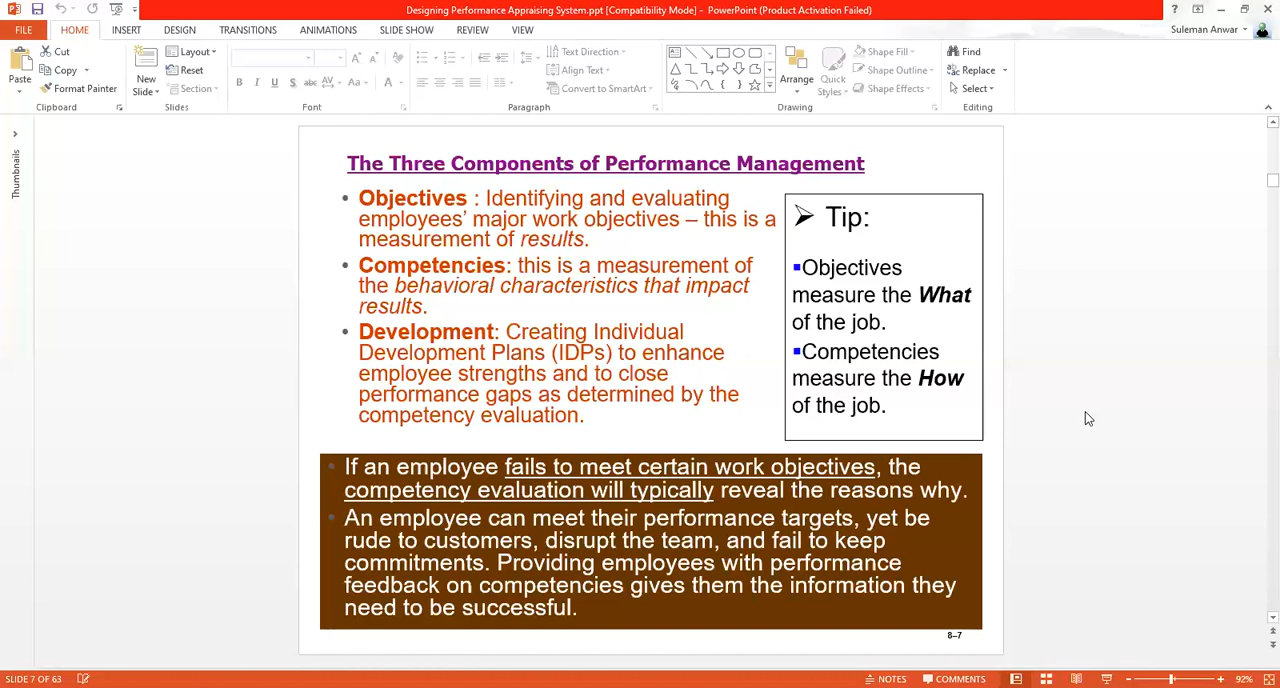 Designing Performance Appraising System.ppt [Compatibility Mode] - PowerPoint (Product Activation Failed)
FILE HOME INSERT DESIGN TRANSITIONS ANIMATIONS SLIDE SHOW REVIEW VIEW Suleman Anwar
Paste
Cut
Copy
Format Painter
Clipboard
New Slide
Layout
Reset
Section
Slides
B I U S abc AV Aa A
Font
Text Direction
Align Text
Convert to SmartArt
Paragraph
Arrange
Quick Styles
Shape Fill
Shape Outline
Shape Effects
Drawing
Find
Replace
Select
Editing
Thumbnails
The Three Components of Performance Management
• Objectives : Identifying and evaluating
employees' major work objectives – this is a
measurement of results.
• Competencies: this is a measurement of
the behavioral characteristics that impact
results.
• Development: Creating Individual
Development Plans (IDPs) to enhance
employee strengths and to close
performance gaps as determined by the
competency evaluation.
➢ Tip:
▪Objectives
measure the What
of the job.
▪Competencies
measure the How
of the job.
• If an employee fails to meet certain work objectives, the
competency evaluation will typically reveal the reasons why.
• An employee can meet their performance targets, yet be
rude to customers, disrupt the team, and fail to keep
commitments. Providing employees with performance
feedback on competencies gives them the information they
need to be successful.
8–7
SLIDE 7 OF 63 NOTES COMMENTS 92%